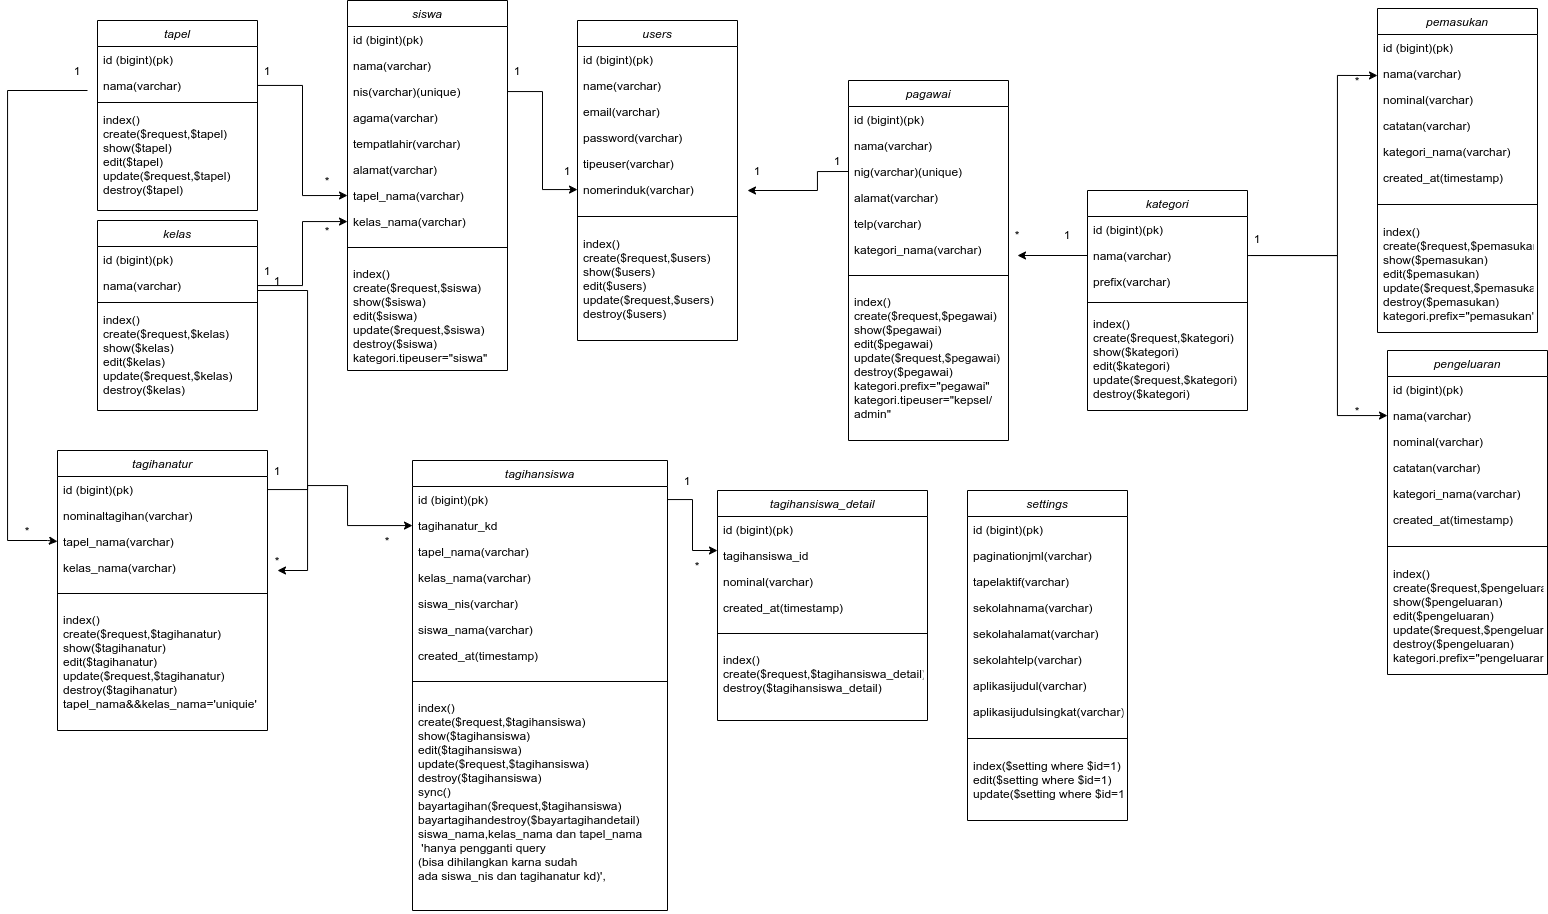 tapel
id (bigint)(pk)
nama(varchar)
index()
create($request,$tapel)
show($tapel)
edit($tapel)
update($request,$tapel)
destroy($tapel)
1
1
*
kelas
id (bigint)(pk)
nama(varchar)
index()
create($request,$kelas)
show($kelas)
edit($kelas)
update($request,$kelas)
destroy($kelas)
1
1
*
siswa
id (bigint)(pk)
nama(varchar)
nis(varchar)(unique)
agama(varchar)
tempatlahir(varchar)
alamat(varchar)
tapel_nama(varchar)
kelas_nama(varchar)
index()
create($request,$siswa)
show($siswa)
edit($siswa)
update($request,$siswa)
destroy($siswa)
kategori.tipeuser="siswa"
1
1
users
id (bigint)(pk)
name(varchar)
email(varchar)
password(varchar)
tipeuser(varchar)
nomerinduk(varchar)
index()
create($request,$users)
show($users)
edit($users)
update($request,$users)
destroy($users)
1
1
pagawai
id (bigint)(pk)
nama(varchar)
nig(varchar)(unique)
alamat(varchar)
telp(varchar)
kategori_nama(varchar)
index()
create($request,$pegawai)
show($pegawai)
edit($pegawai)
update($request,$pegawai)
destroy($pegawai)
kategori.prefix="pegawai"
kategori.tipeuser="kepsel/
admin"
*
1
kategori
id (bigint)(pk)
nama(varchar)
prefix(varchar)
index()
create($request,$kategori)
show($kategori)
edit($kategori)
update($request,$kategori)
destroy($kategori)
1
*
pemasukan
id (bigint)(pk)
nama(varchar)
nominal(varchar)
catatan(varchar)
kategori_nama(varchar)
created_at(timestamp)
index()
create($request,$pemasuka
show($pemasukan)
edit($pemasukan)
update($request,$pemasuka
destroy($pemasukan)
kategori.prefix="pemasukan"
*
pengeluaran
id (bigint)(pk)
nama(varchar)
nominal(varchar)
catatan(varchar)
kategori_nama(varchar)
created_at(timestamp)
index()
create($request,$pengeluara
show($pengeluaran)
edit($pengeluaran)
update($request,$pengeluar
destroy($pengeluaran)
kategori.prefix="pengeluaran
*
tagihanatur
id (bigint)(pk)
nominaltagihan(varchar)
tapel_nama(varchar)
kelas_nama(varchar)
index()
create($request,$tagihanatur)
show($tagihanatur)
edit($tagihanatur)
update($request,$tagihanatur)
destroy($tagihanatur)
tapel_nama&&kelas_nama='uniquie'
1
*
*
tagihansiswa
id (bigint)(pk)
tagihanatur_kd
tapel_nama(varchar)
kelas_nama(varchar)
siswa_nis(varchar)
siswa_nama(varchar)
created_at(timestamp)
index()
create($request,$tagihansiswa)
show($tagihansiswa)
edit($tagihansiswa)
update($request,$tagihansiswa)
destroy($tagihansiswa)
sync()
bayartagihan($request,$tagihansiswa)
bayartagihandestroy($bayartagihandetail)
siswa_nama,kelas_nama dan tapel_nama
'hanya pengganti query
(bisa dihilangkan karna sudah
ada siswa_nis dan tagihanatur kd)',
1
*
tagihansiswa_detail
id (bigint)(pk)
tagihansiswa_id
nominal(varchar)
created_at(timestamp)
index()
create($request,$tagihansiswa_detail)
destroy($tagihansiswa_detail)
settings
id (bigint)(pk)
paginationjml(varchar)
tapelaktif(varchar)
sekolahnama(varchar)
sekolahalamat(varchar)
sekolahtelp(varchar)
aplikasijudul(varchar)
aplikasijudulsingkat(varchar)
index($setting where $id=1)
edit($setting where $id=1)
update($setting where $id=1